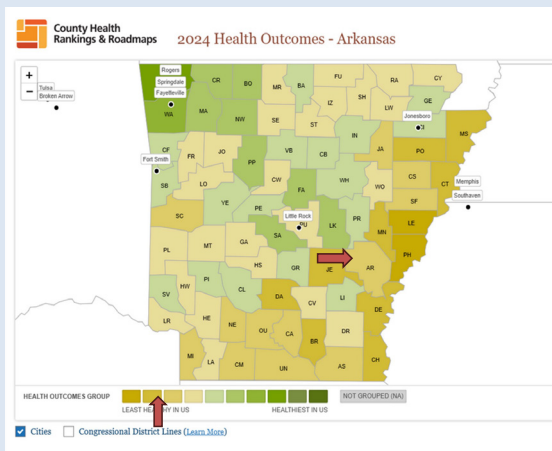 County Health
Rankings & Roadmaps
2024 Health Outcomes - Arkansas
+
−
Tulsa
Broken Arrow
Rogers
Springdale
Fayetteville
WA
MA
CR
BO
NW
MR
SE
BA
FU
IZ
ST
SH
RA
LW
CY
GE
Jonesboro
MS
CF
Fort Smith
SB
FR
JO
LO
PP
VB
CB
IN
JA
PO
CS
CT
Memphis
Southaven
SC
YE
CW
FA
WH
WO
SF
PE
Little Rock
PU
LK
PR
MN
LE
PL
MT
GA
SA
HS
GR
JE
AR
PH
SV
HW
PI
CL
DA
CV
LI
DE
LR
HE
NE
OU
CA
BR
DR
MI
LA
CM
UN
AS
CH
HEALTH OUTCOMES GROUP
NOT GROUPED (NA)
LEAST HEALTHY IN US
HEALTHIEST IN US
Cities
Congressional District Lines (Learn More)